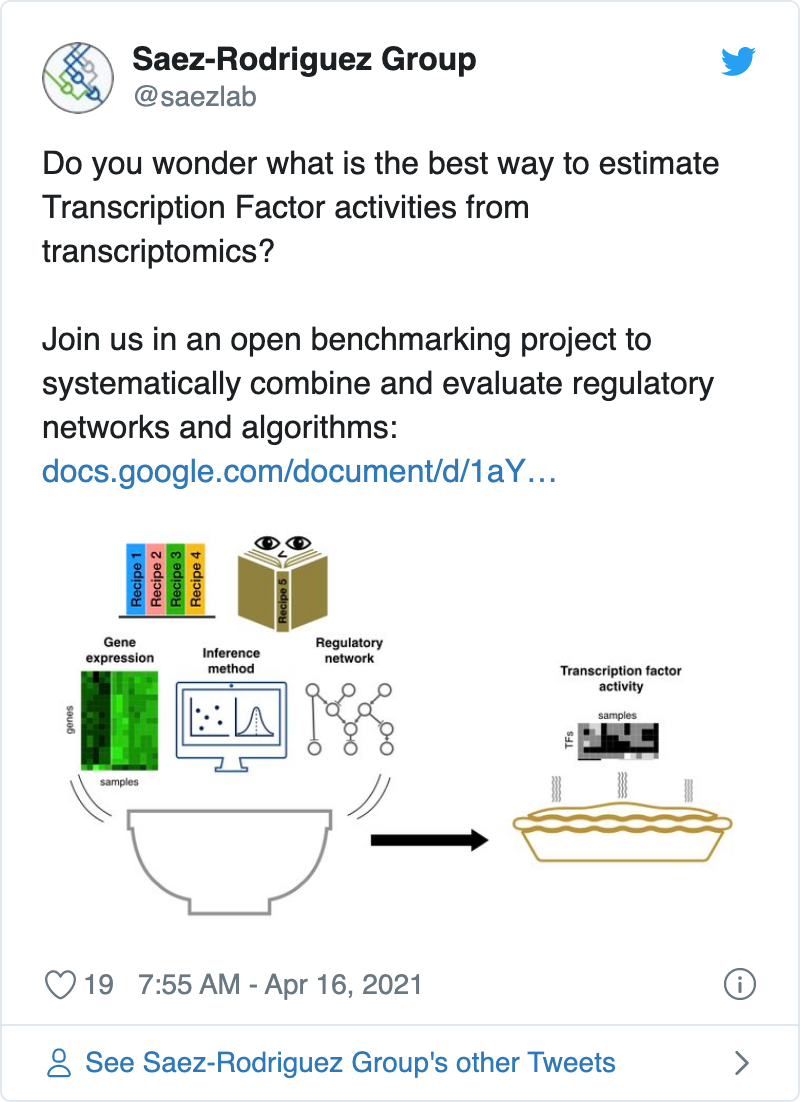 Saez-Rodriguez Group
@saezlab
Do you wonder what is the best way to estimate
Transcription Factor activities from
transcriptomics?
Join us in an open benchmarking project to
systematically combine and evaluate regulatory
networks and algorithms:
docs.google.com/document/d/1aY…
Recipe 1
Recipe 2
Recipe 3
Recipe 4
Recipe 5
Gene
expression
genes
samples
Inference
method
Regulatory
network
Transcription factor
activity
samples
TFs
19 7:55 AM - Apr 16, 2021
See Saez-Rodriguez Group's other Tweets